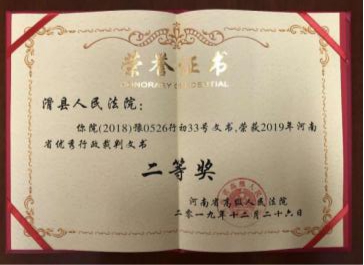 荣誉证书
HONORARY CREDENTIAL
滑县人民法院：
你院(2018)豫0526行初33号文书，荣获2019年河南
省优秀行政裁判文书
二等奖
河南省高级人民法院
二零一九年十二月二十六日